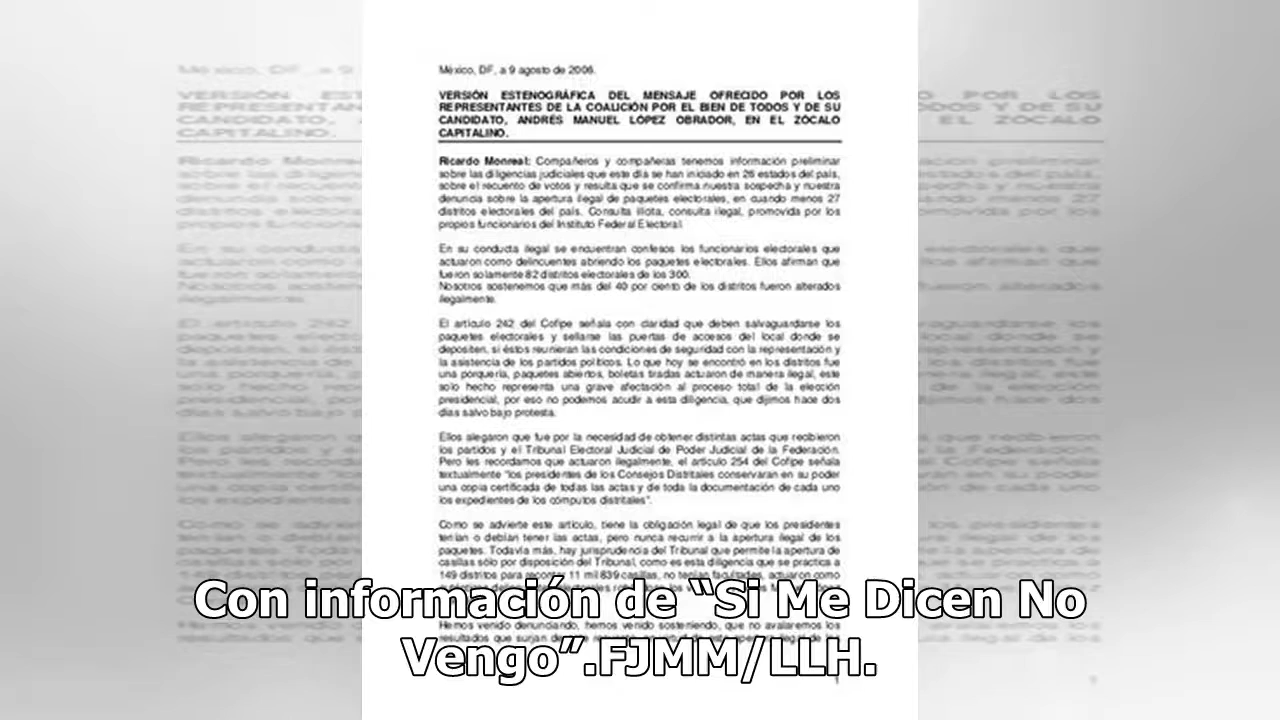 México, DF, a 9 agosto de 2006.
VERSIÓN ESTENOGRÁFICA DEL MENSAJE OFRECIDO POR LOS
REPRESENTANTES DE LA COALICIÓN POR EL BIEN DE TODOS Y DE SU
CANDIDATO, ANDRÉS MANUEL LÓPEZ OBRADOR, EN EL ZÓCALO
CAPITALINO.
Ricardo Monreal: Compañeros y compañeras tenemos información preliminar
sobre las diligencias judiciales que este día se han iniciado en 26 estados del país,
sobre el recuento de votos y resulta que se confirma nuestra sospecha y nuestra
denuncia sobre la apertura ilegal de paquetes electorales, en cuando menos 27
distritos electorales del país. Consulta ilícita, consulta ilegal, promovida por los
propios funcionarios del Instituto Federal Electoral.
En su conducta ilegal se encuentran confesos los funcionarios electorales que
actuaron como delincuentes abriendo los paquetes electorales. Ellos afirman que
fueron solamente 82 distritos electorales de los 300.
Nosotros sostenemos que más del 40 por ciento de los distritos fueron alterados
ilegalmente.
El artículo 242 del Cofipe señala con claridad que deben salvaguardarse los
paquetes electorales y sellarse las puertas de accesos del local donde se
depositen, si éstos reunieran las condiciones de seguridad con la representación y
la asistencia de los partidos políticos. Lo que hoy se encontró en los distritos fue
una porquería, paquetes abiertos, boletas tiradas actuaron de manera ilegal, este
solo hecho representa una grave afectación al proceso total de la elección
presidencial, por eso no podemos acudir a esta diligencia, que dijimos hace dos
días salvo bajo protesta.
Ellos alegaron que fue por la necesidad de obtener distintas actas que recibieron
los partidos y el Tribunal Electoral Judicial de Poder Judicial de la Federación.
Pero les recordamos que actuaron ilegalmente, el artículo 254 del Cofipe señala
textualmente "los presidentes de los Consejos Distritales conservaran en su poder
una copia certificada de todas las actas y de toda la documentación de cada uno
los expedientes de los cómputos distritales".
Como se advierte este artículo, tiene la obligación legal de que los presidentes
tenían o debían tener las actas, pero nunca recurrir a la apertura ilegal de los
paquetes. Todavía más, hay jurisprudencia del Tribunal que permite la apertura de
casillas sólo por disposición del Tribunal, como es esta diligencia que se practica a
149 distritos para recontar 11 mil 839 casillas, no tenían facultades, actuaron como
Con información de “Si Me Dicen No
Hemos venido denunciando, hemos venido sosteniendo, que no avalaremos los
resultados que surjan de
Vengo”.FJMM/LLH.
1